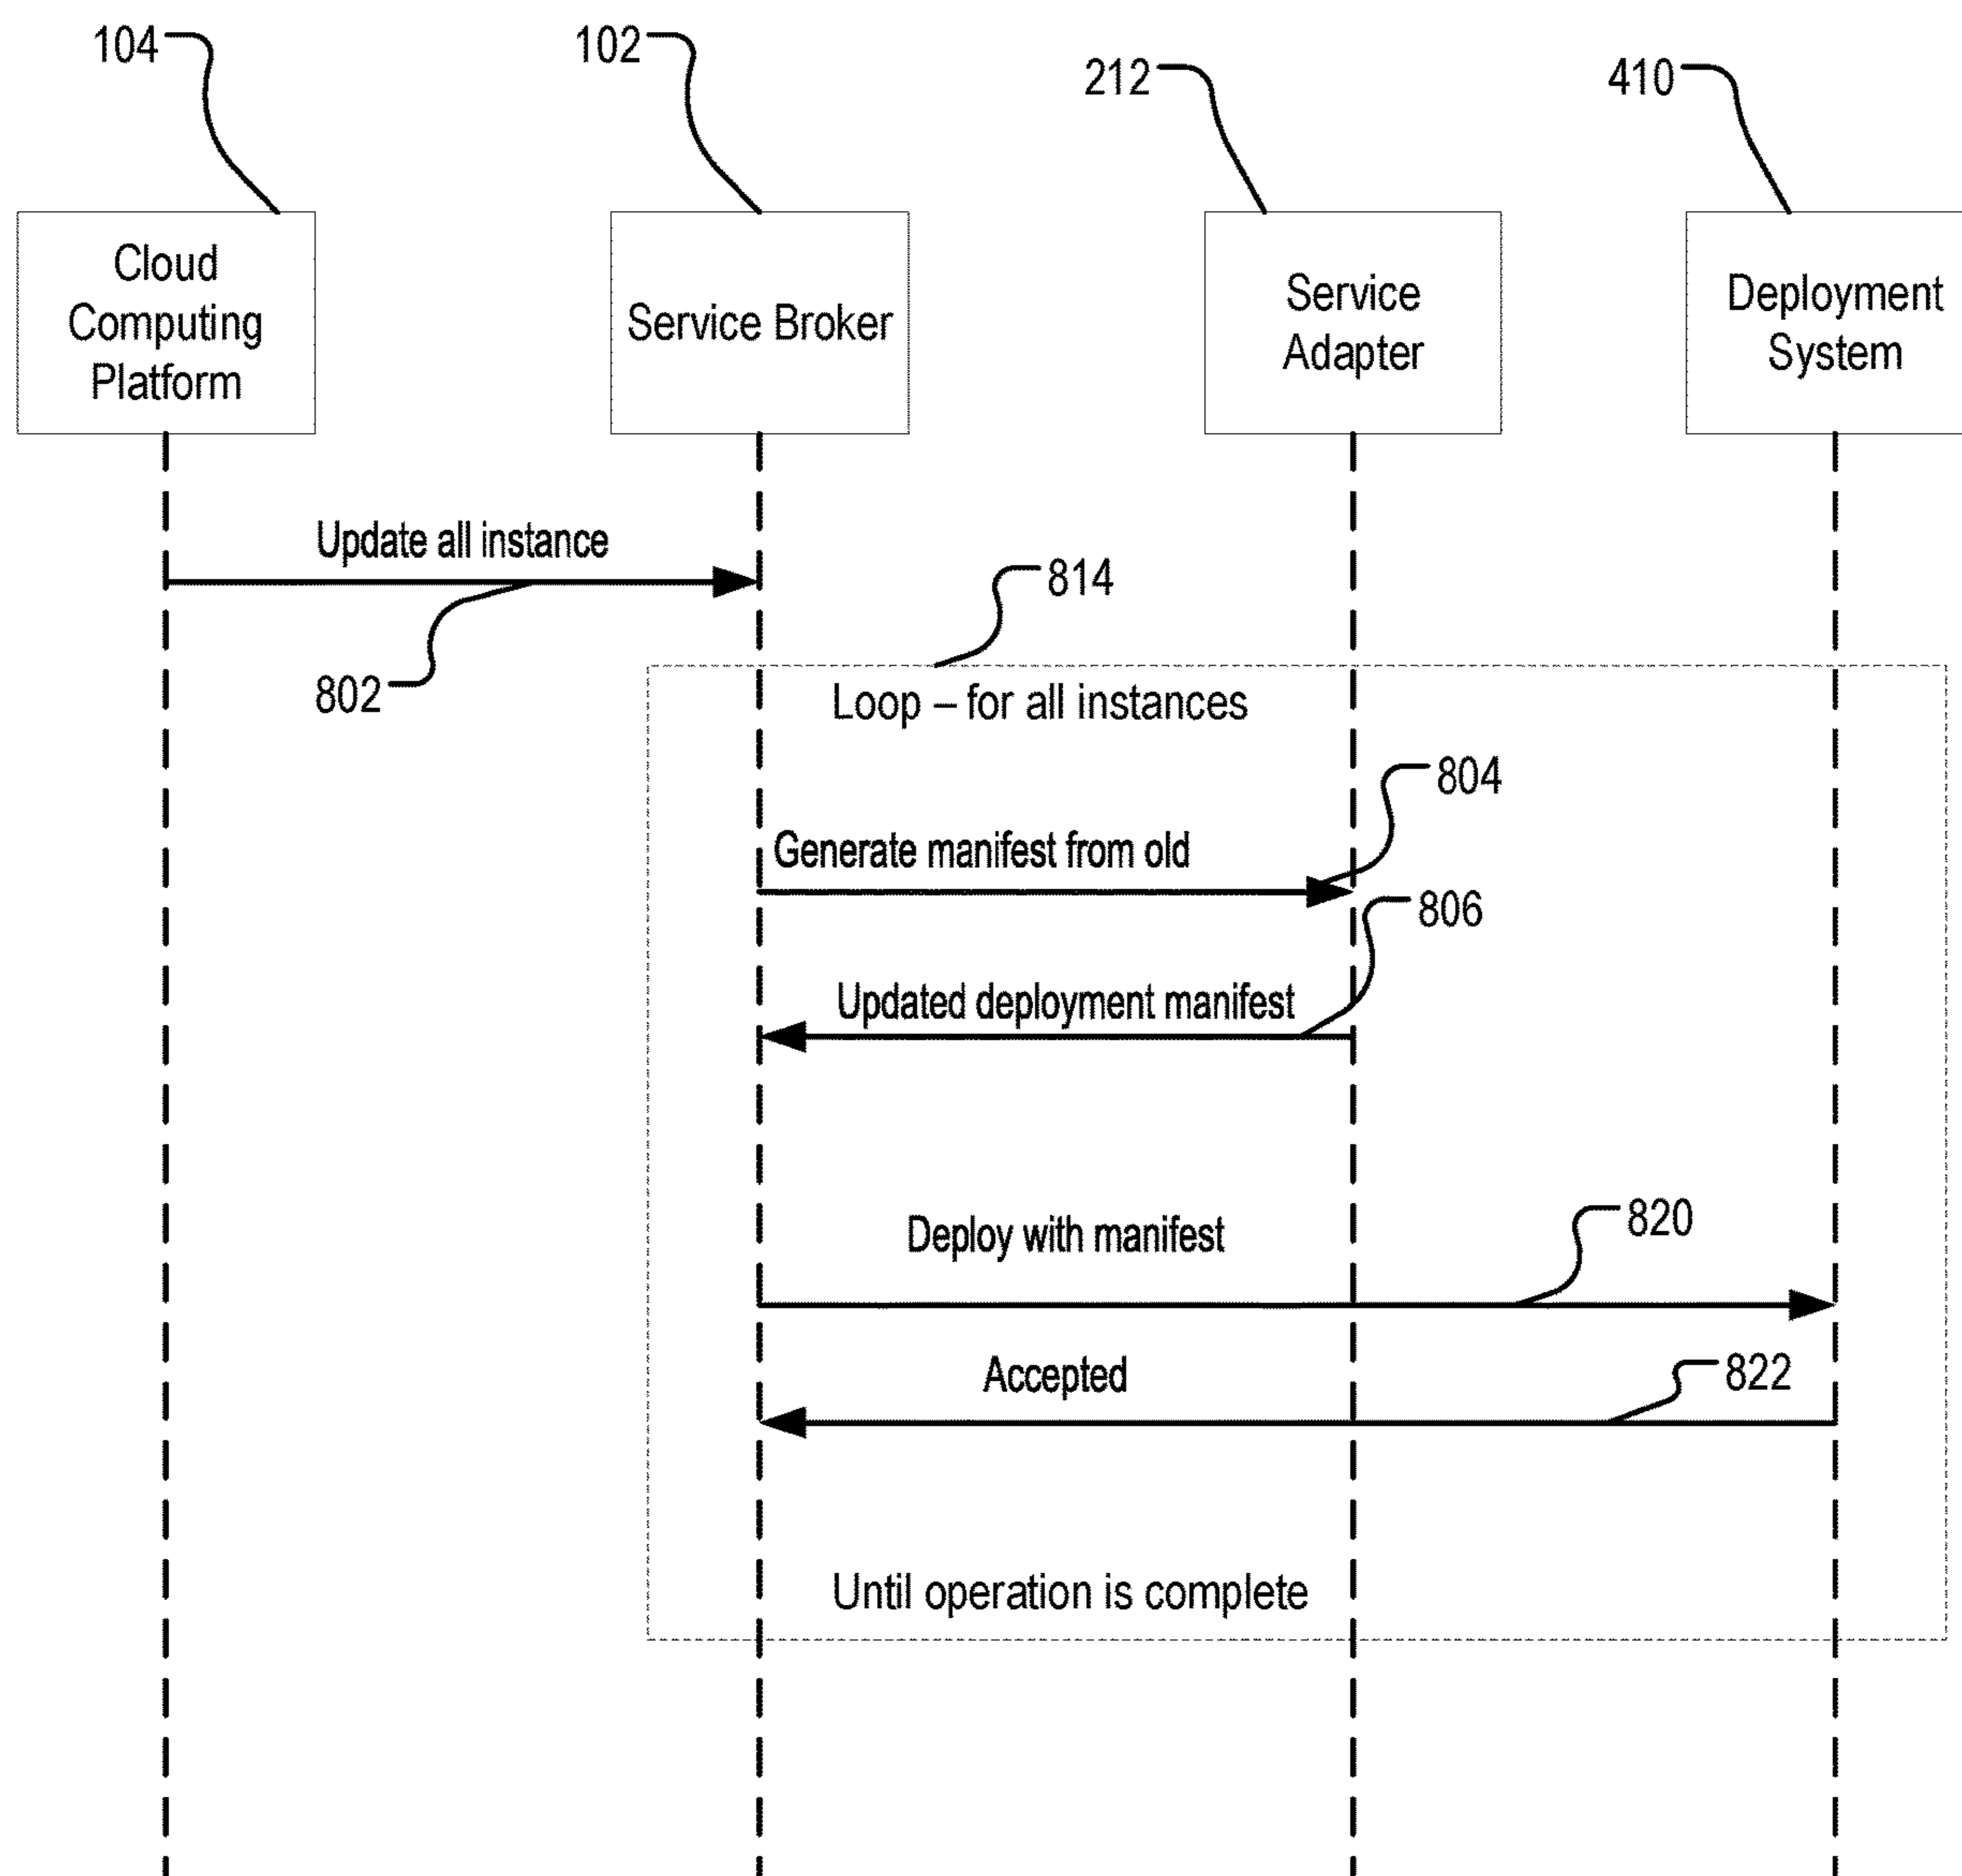 104
102
212
410
Cloud
Computing
Platform
Service Broker
Service
Adapter
Deployment
System
Update all instance
802
814
Loop – for all instances
804
Generate manifest from old
806
Updated deployment manifest
Deploy with manifest
820
Accepted
822
Until operation is complete